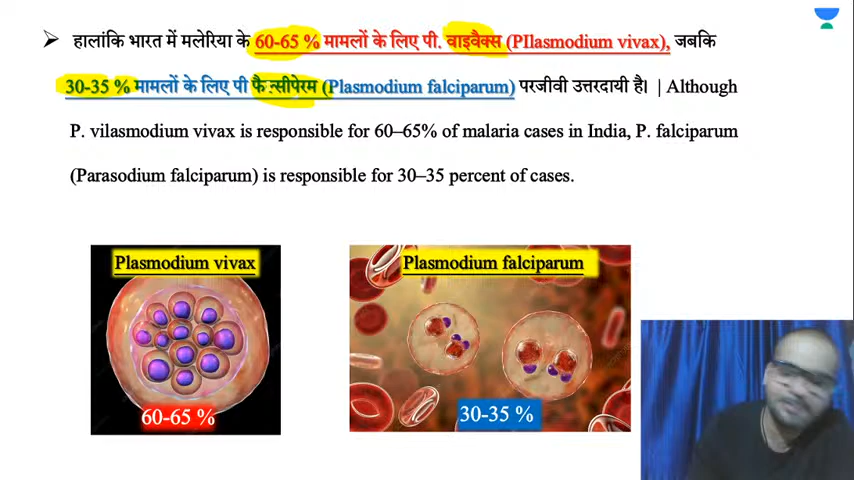 ➤ हालांकि भारत में मलेरिया के 60-65 % मामलों के लिए पी. वाइवैक्स (PIlasmodium vivax), जबकि
30-35 % मामलों के लिए पी फैल्सीपेरम (Plasmodium falciparum) परजीवी उत्तरदायी है। | Although
P. vilasmodium vivax is responsible for 60–65% of malaria cases in India, P. falciparum
(Parasodium falciparum) is responsible for 30–35 percent of cases.
Plasmodium vivax
Plasmodium falciparum
60-65 %
30-35 %